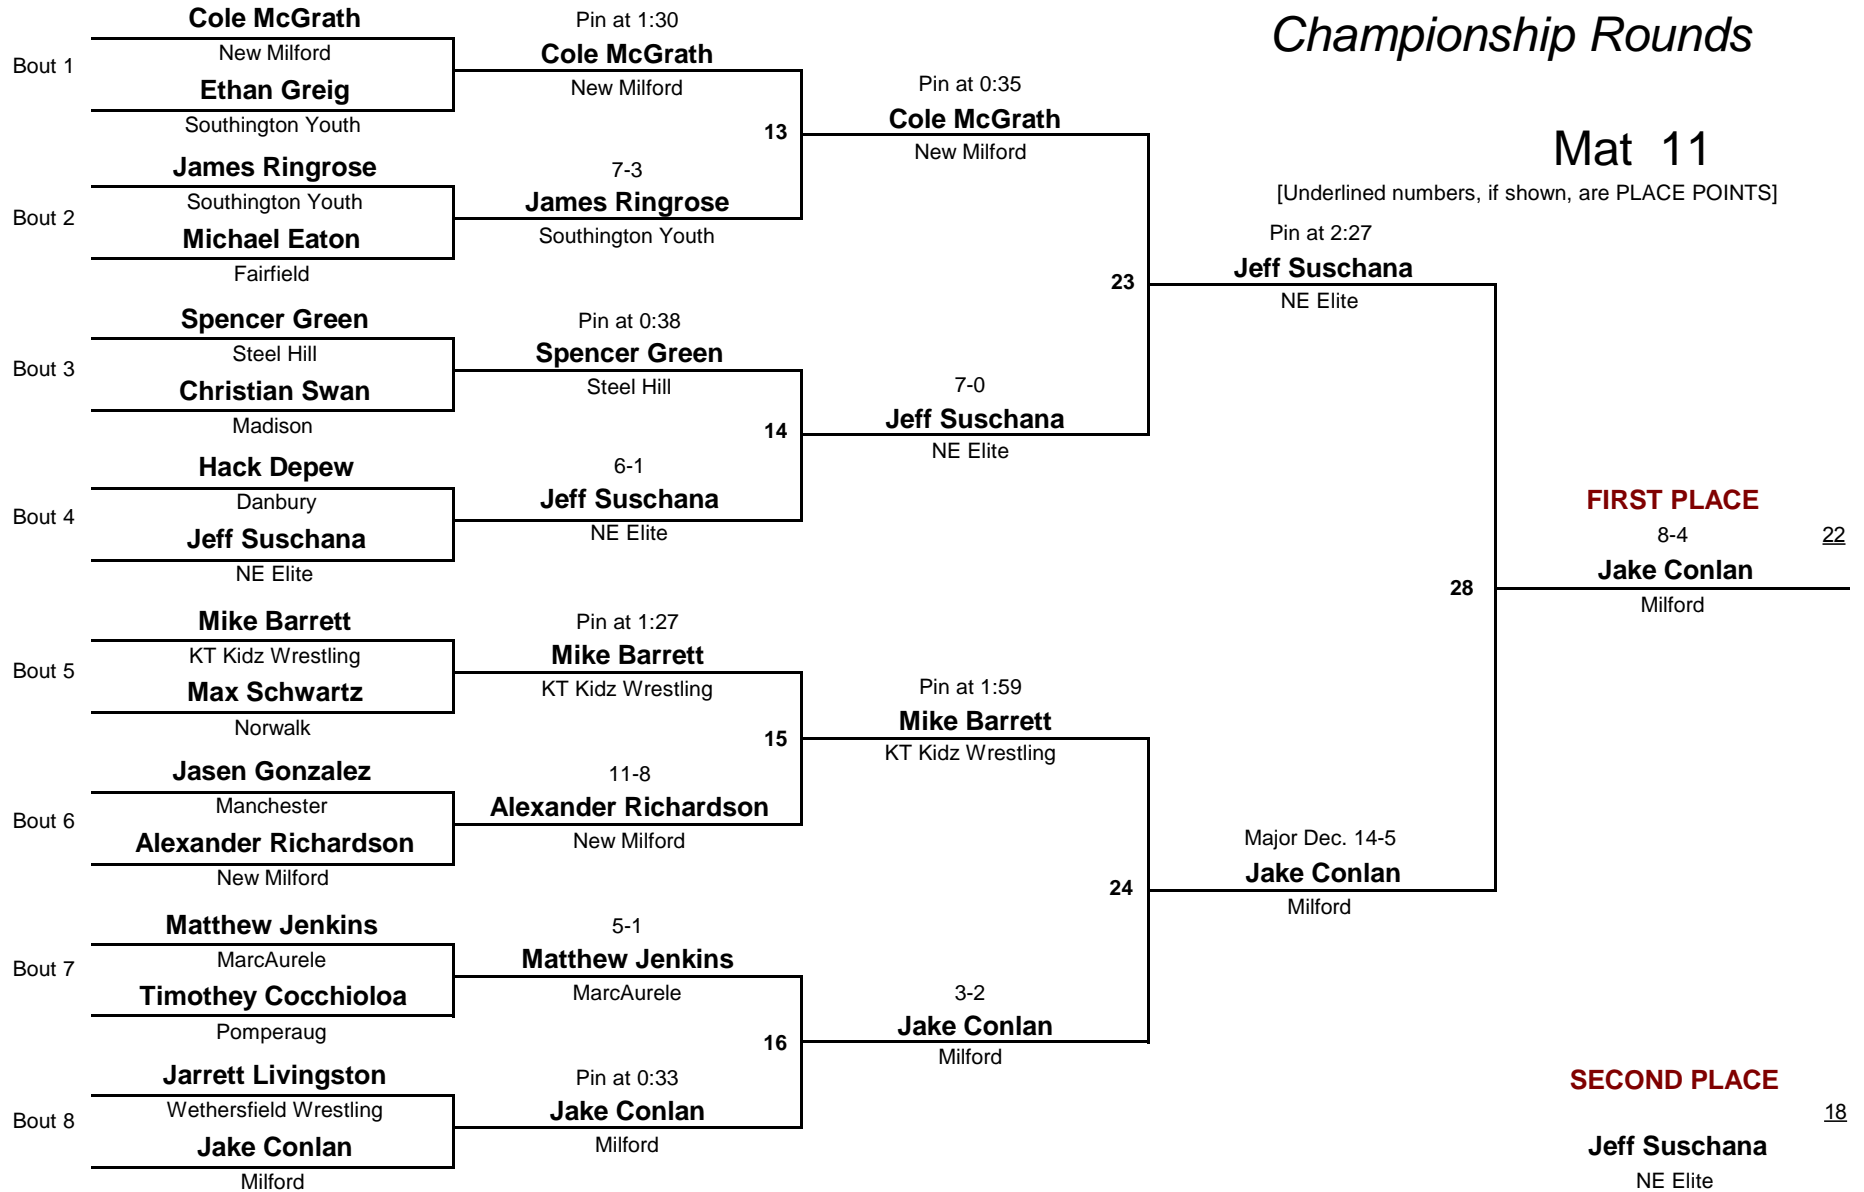 Championship Rounds
Mat 11
[Underlined numbers, if shown, are PLACE POINTS]
Bout 1
Cole McGrath
New Milford
Ethan Greig
Southington Youth
Bout 2
James Ringrose
Southington Youth
Michael Eaton
Fairfield
Bout 3
Spencer Green
Steel Hill
Christian Swan
Madison
Bout 4
Hack Depew
Danbury
Jeff Suschana
NE Elite
Bout 5
Mike Barrett
KT Kidz Wrestling
Max Schwartz
Norwalk
Bout 6
Jasen Gonzalez
Manchester
Alexander Richardson
New Milford
Bout 7
Matthew Jenkins
MarcAurele
Timothey Cocchioloa
Pomperaug
Bout 8
Jarrett Livingston
Wethersfield Wrestling
Jake Conlan
Milford
Pin at 1:30
Cole McGrath
New Milford
13
7-3
James Ringrose
Southington Youth
Pin at 0:38
Spencer Green
Steel Hill
14
6-1
Jeff Suschana
NE Elite
Pin at 1:27
Mike Barrett
KT Kidz Wrestling
15
11-8
Alexander Richardson
New Milford
5-1
Matthew Jenkins
MarcAurele
16
Pin at 0:33
Jake Conlan
Milford
Pin at 0:35
Cole McGrath
New Milford
23
7-0
Jeff Suschana
NE Elite
Pin at 1:59
Mike Barrett
KT Kidz Wrestling
24
3-2
Jake Conlan
Milford
Pin at 2:27
Jeff Suschana
NE Elite
28
Major Dec. 14-5
Jake Conlan
Milford
FIRST PLACE
8-4 22
Jake Conlan
Milford
SECOND PLACE
18
Jeff Suschana
NE Elite